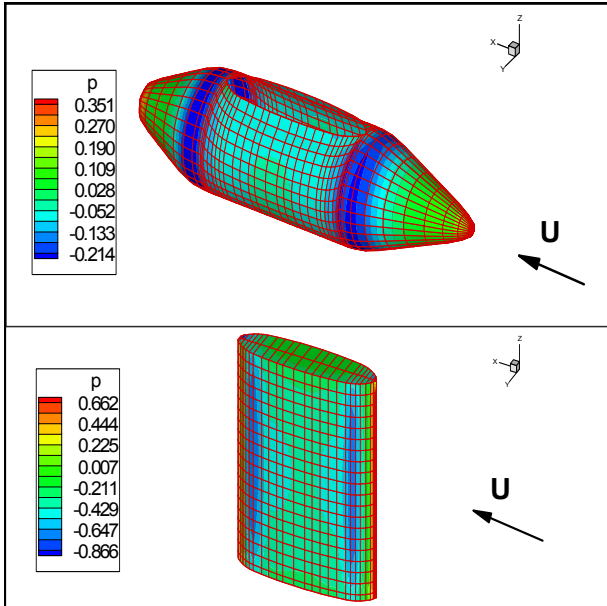 p
0.351
0.270
0.190
0.109
0.028
-0.052
-0.133
-0.214
Z
X
Y
U
p
0.662
0.444
0.225
0.007
-0.211
-0.429
-0.647
-0.866
Z
X
Y
U